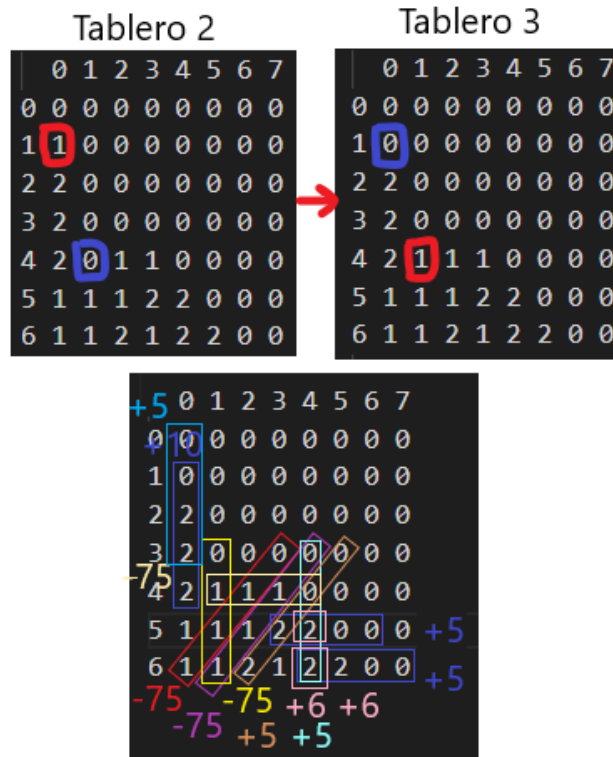 Tablero 2
0 1 2 3 4 5 6 7
0 0 0 0 0 0 0 0 0
1 1 0 0 0 0 0 0 0
2 2 0 0 0 0 0 0 0
3 2 0 0 0 0 0 0 0
4 2 0 1 1 0 0 0 0
5 1 1 1 2 2 0 0 0
6 1 1 2 1 2 2 0 0
Tablero 3
0 1 2 3 4 5 6 7
0 0 0 0 0 0 0 0 0
1 0 0 0 0 0 0 0 0
2 2 0 0 0 0 0 0 0
3 2 0 0 0 0 0 0 0
4 2 1 1 1 0 0 0 0
5 1 1 1 2 2 0 0 0
6 1 1 2 1 2 2 0 0
+5 0 1 2 3 4 5 6 7
0 0 0 0 0 0 0 0 0
+10
1 0 0 0 0 0 0 0 0
2 2 0 0 0 0 0 0 0
3 2 0 0 0 0 0 0 0
-75
4 2 1 1 1 0 0 0 0
5 1 1 1 2 2 0 0 0 +5
6 1 1 2 1 2 2 0 0 +5
-75 -75 -75 +6 +6
+5 +5